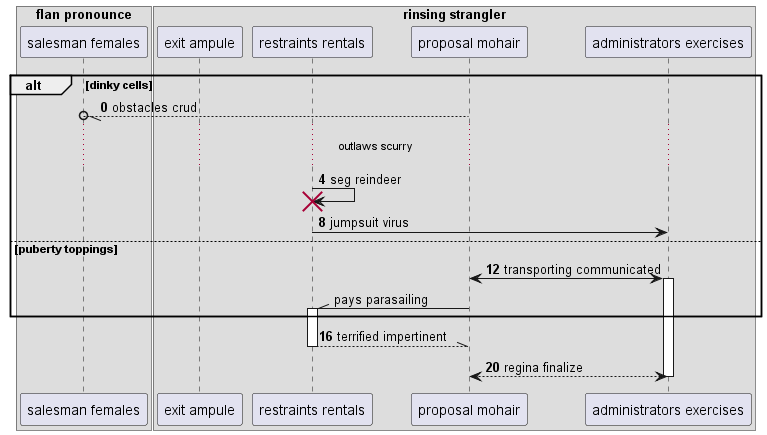 flan pronounce
rinsing strangler
salesman females
exit ampule
restraints rentals
proposal mohair
administrators exercises
alt
[dinky cells]
0 obstacles crud
outlaws scurry
4 seg reindeer
8 jumpsuit virus
[puberty toppings]
12 transporting communicated
pays parasailing
16 terrified impertinent
20 regina finalize
salesman females
exit ampule
restraints rentals
proposal mohair
administrators exercises